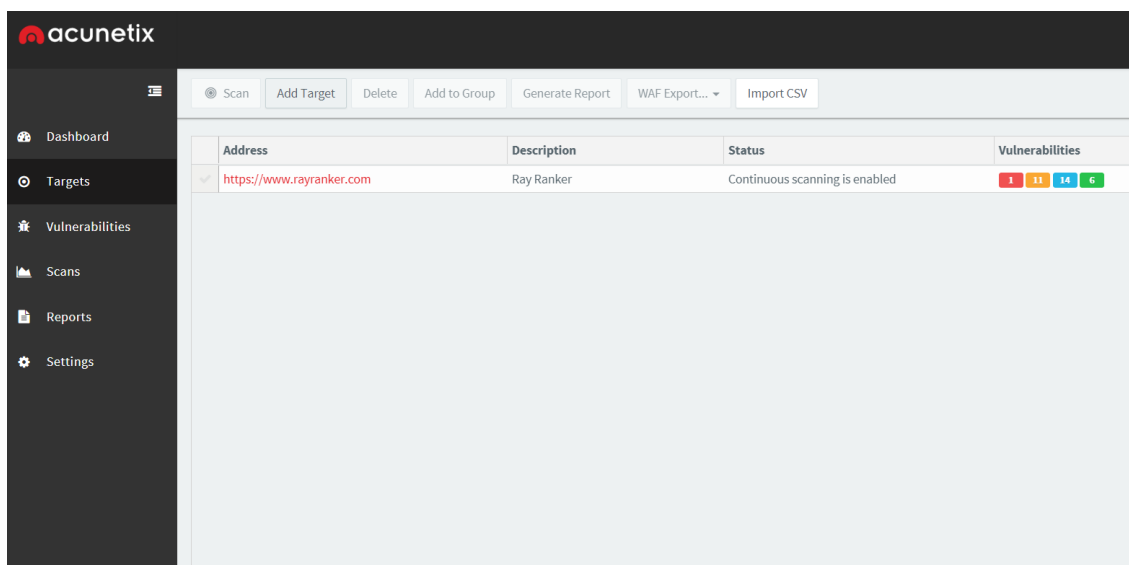 acunetix
Scan Add Target Delete Add to Group Generate Report WAF Export... Import CSV
Dashboard
Targets
Vulnerabilities
Scans
Reports
Settings
Address Description Status Vulnerabilities
https://www.rayranker.com Ray Ranker Continuous scanning is enabled 1 11 14 6